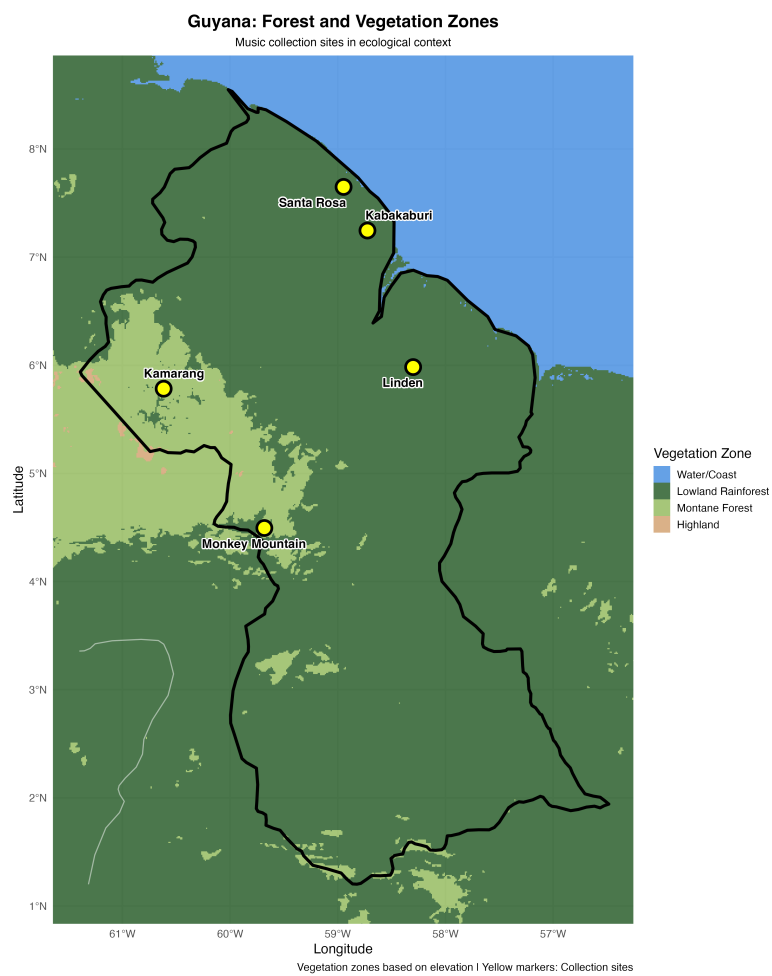 Guyana: Forest and Vegetation Zones
Music collection sites in ecological context
8°N
7°N
6°N
5°N
4°N
3°N
2°N
1°N
Latitude
Santa Rosa
Kabakaburi
Kamarang
Linden
Monkey Mountain
61°W
60°W
59°W
58°W
57°W
Longitude
Vegetation Zone
Water/Coast
Lowland Rainforest
Montane Forest
Highland
Vegetation zones based on elevation | Yellow markers: Collection sites